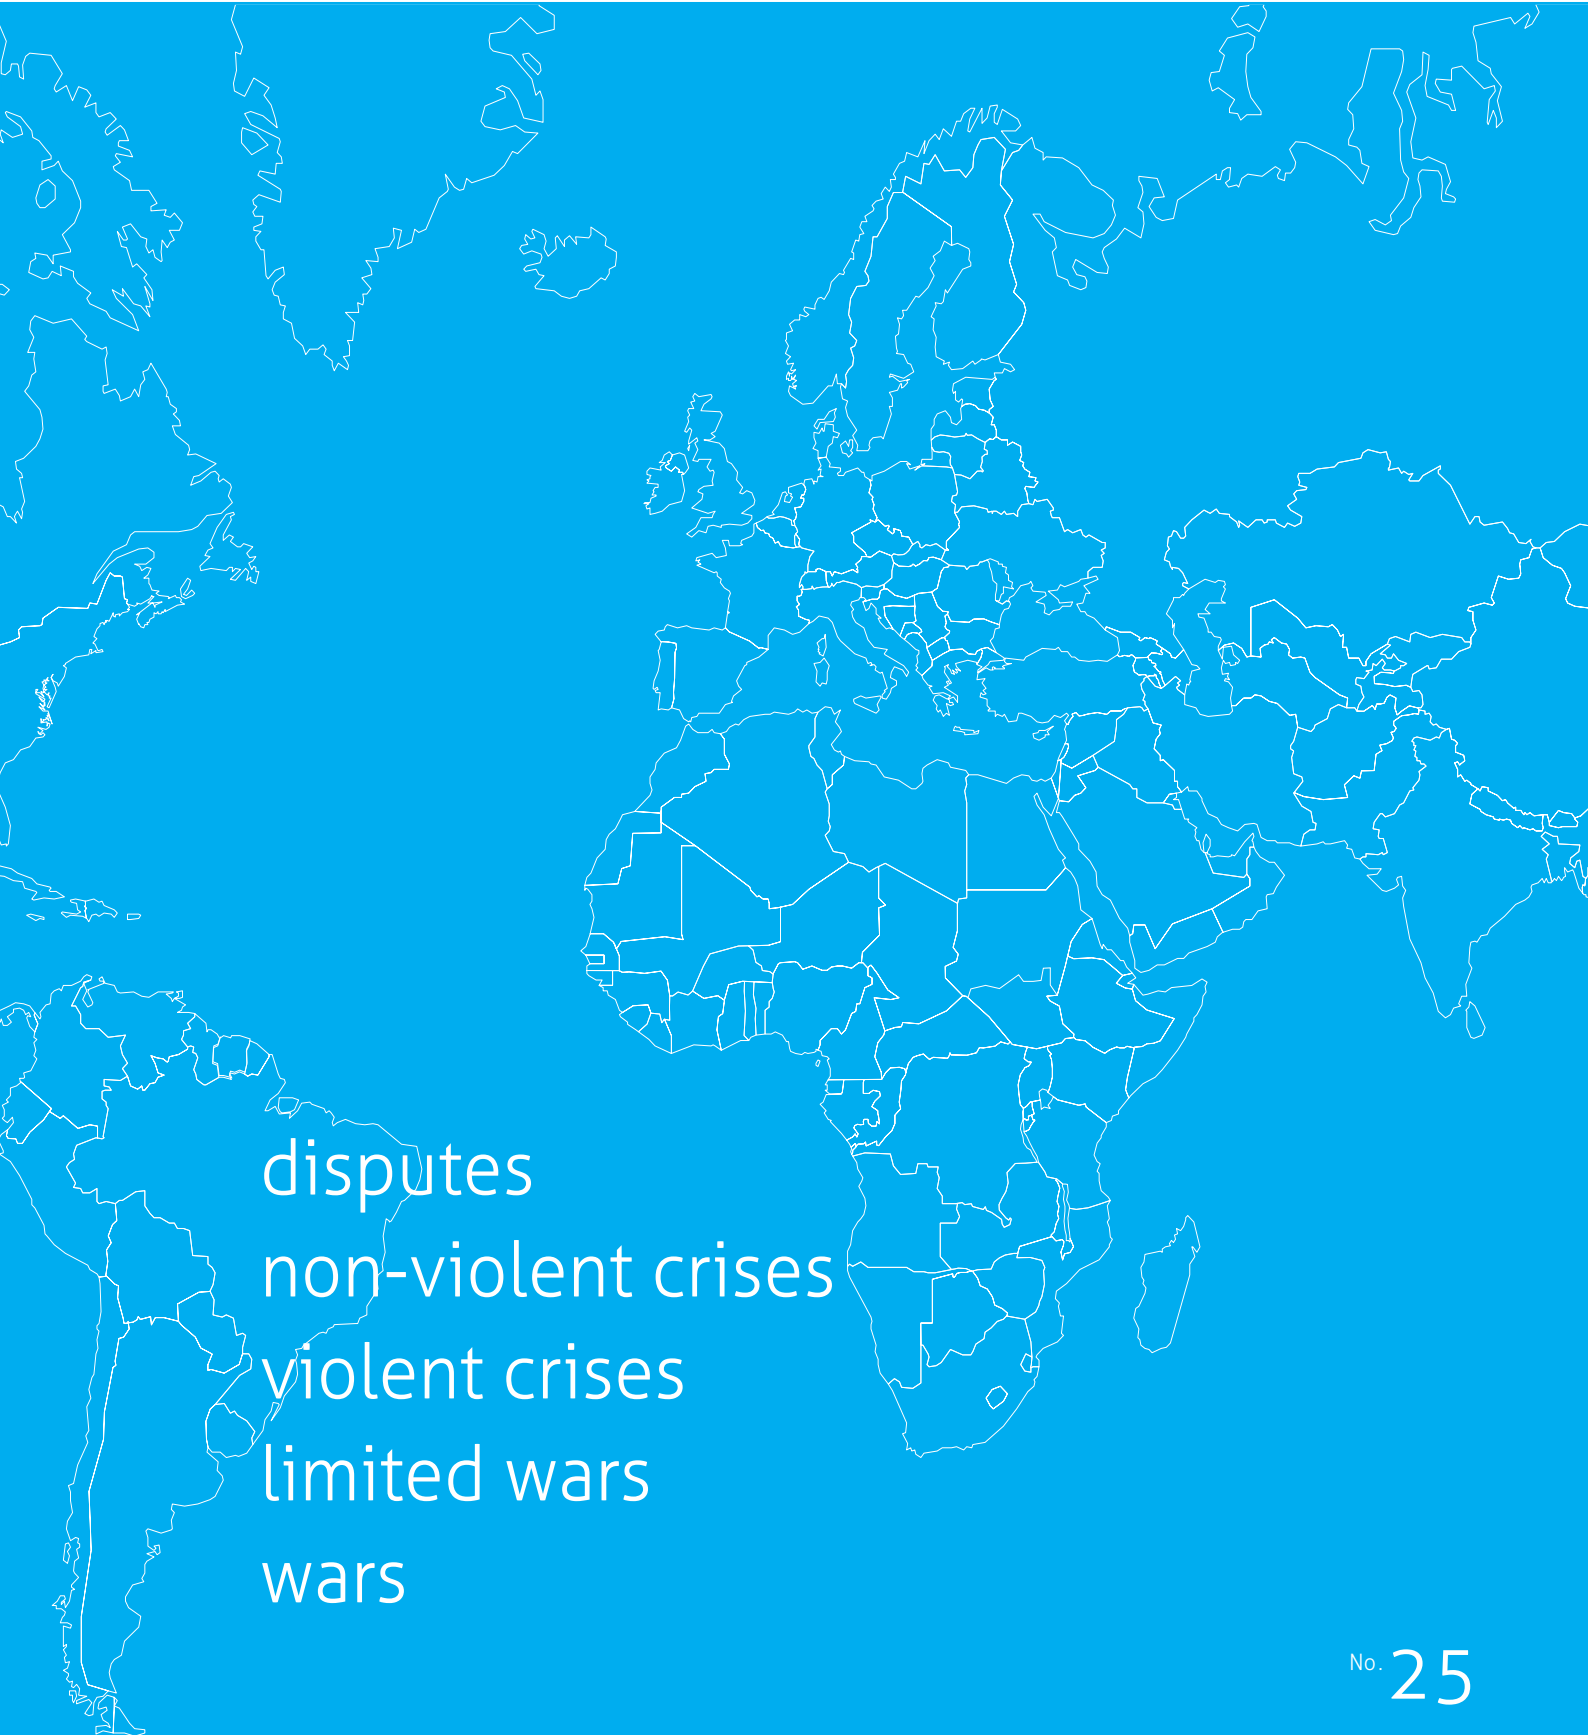 disputes
non-violent crises
violent crises
limited wars
wars
No. 25